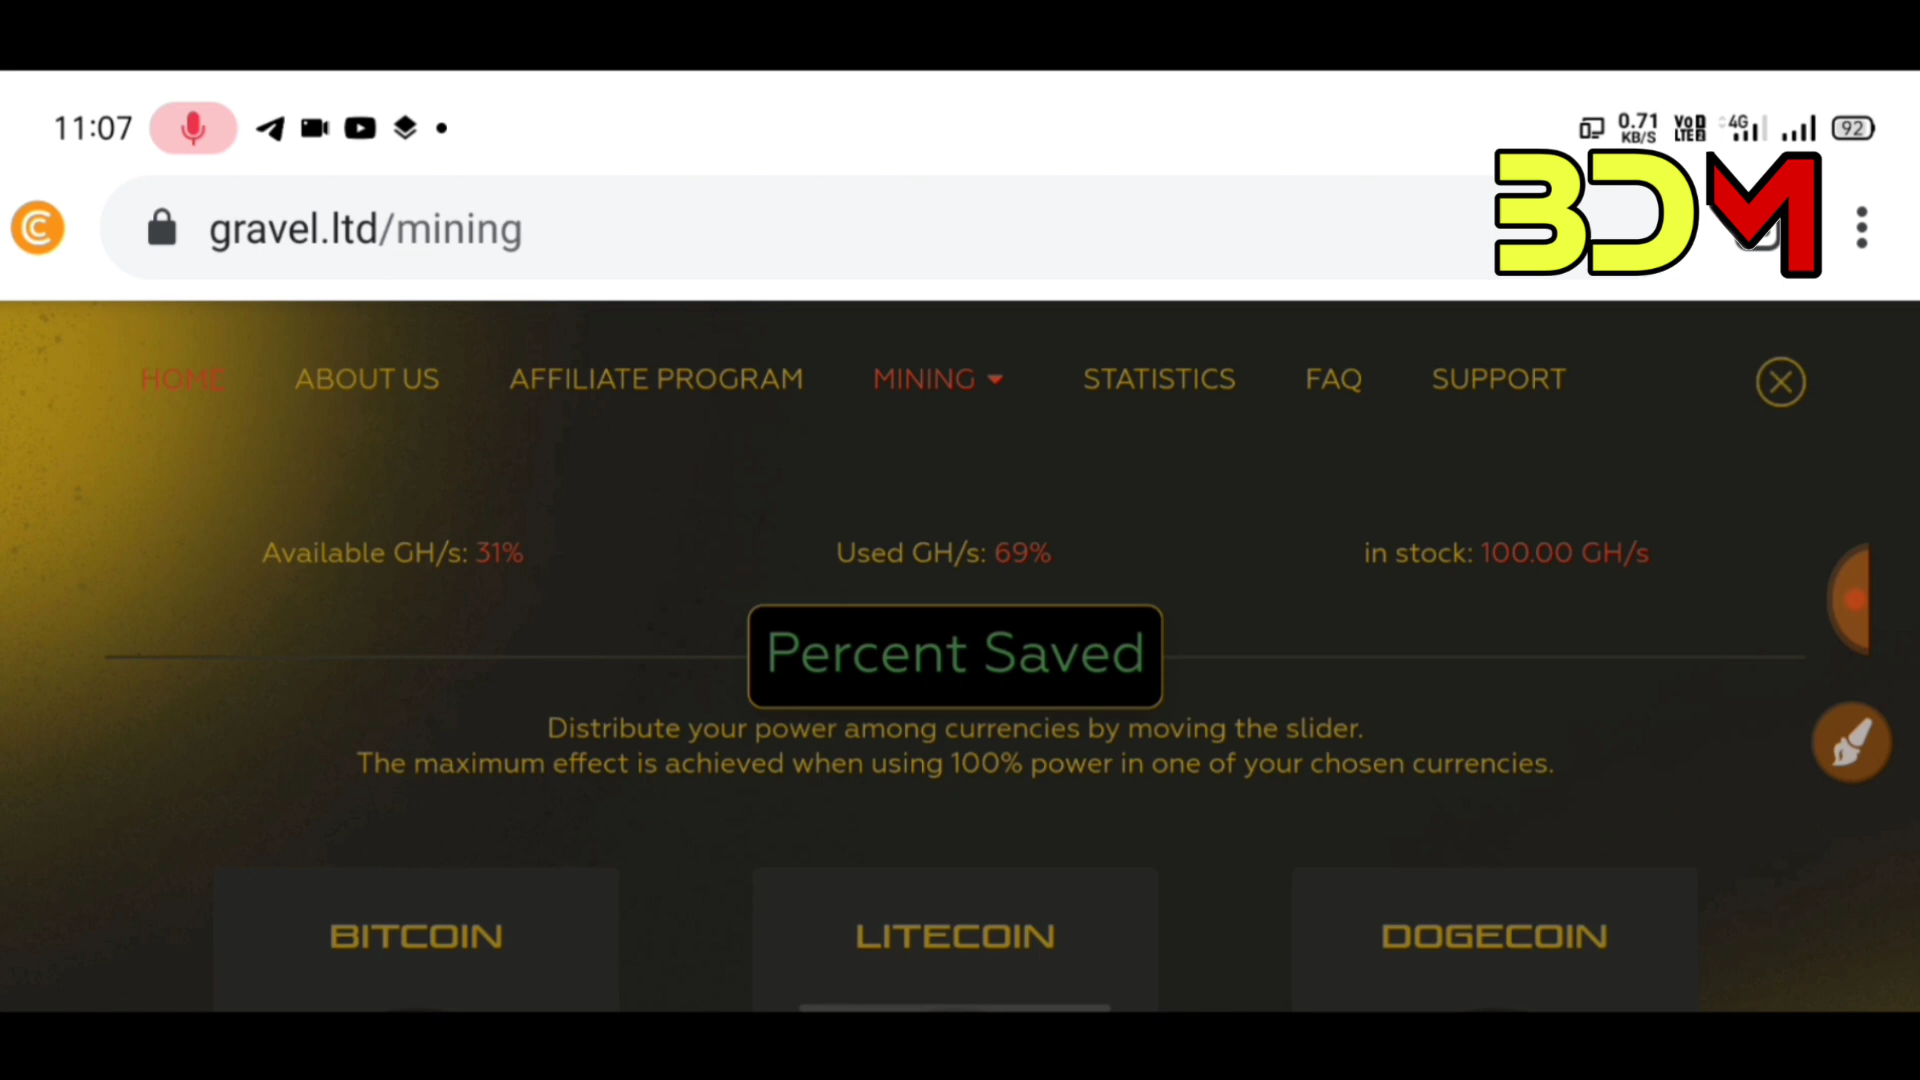 11:07
0.71
KB/S
VoD
LTE2
4G
92
3DM
gravel.ltd/mining
HOME
ABOUT US
AFFILIATE PROGRAM
MINING
STATISTICS
FAQ
SUPPORT
Available GH/s: 31%
Used GH/s: 69%
in stock: 100.00 GH/s
Percent Saved
Distribute your power among currencies by moving the slider.
The maximum effect is achieved when using 100% power in one of your chosen currencies.
BITCOIN
LITECOIN
DOGECOIN